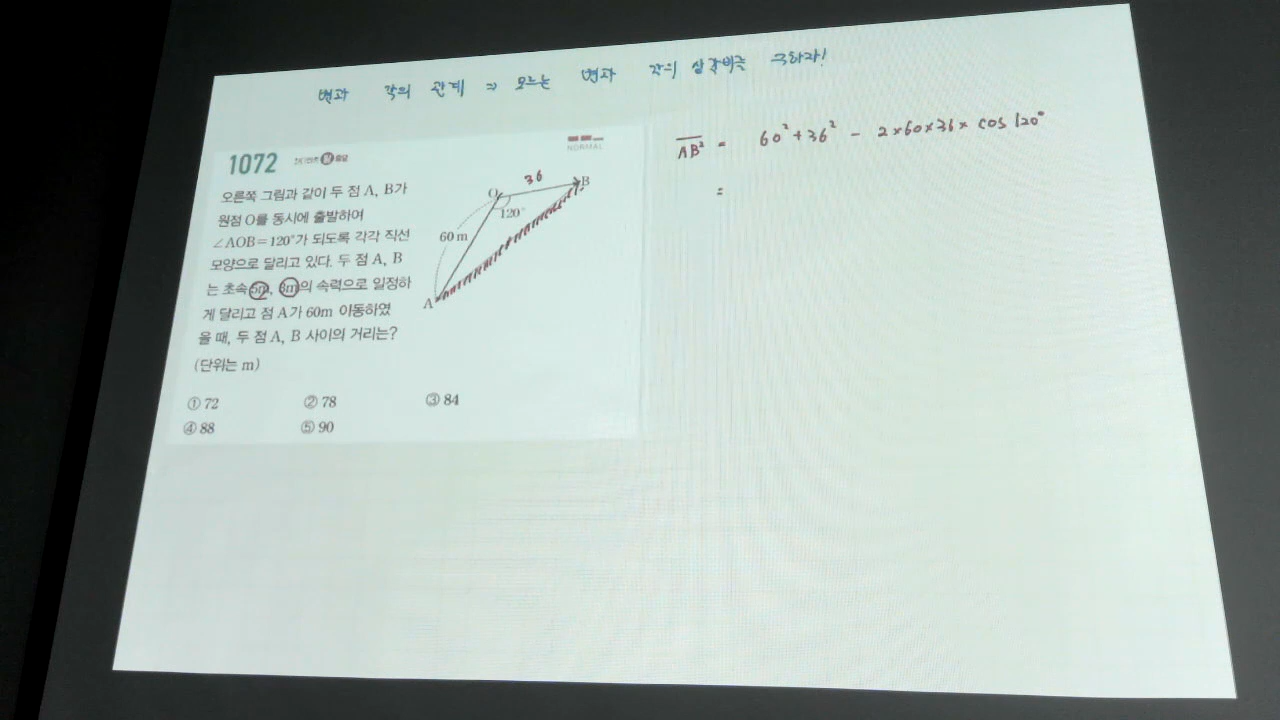 변과 각의 관계 ⇒ 모르는 변과 각의 삼각비를 구하라!
1072
중요
NORMAL
오른쪽 그림과 같이 두 점 A, B가
원점 O를 동시에 출발하여
∠AOB=120°가 되도록 각각 직선
모양으로 달리고 있다. 두 점 A, B
는 초속 5m, 3m의 속력으로 일정하
게 달리고 점 A가 60m 이동하였
을 때, 두 점 A, B 사이의 거리는?
(단위는 m)
① 72 ② 78 ③ 84
④ 88 ⑤ 90
36
O B
120°
60 m
A
AB² = 60² + 36² - 2×60×36× cos 120°
=